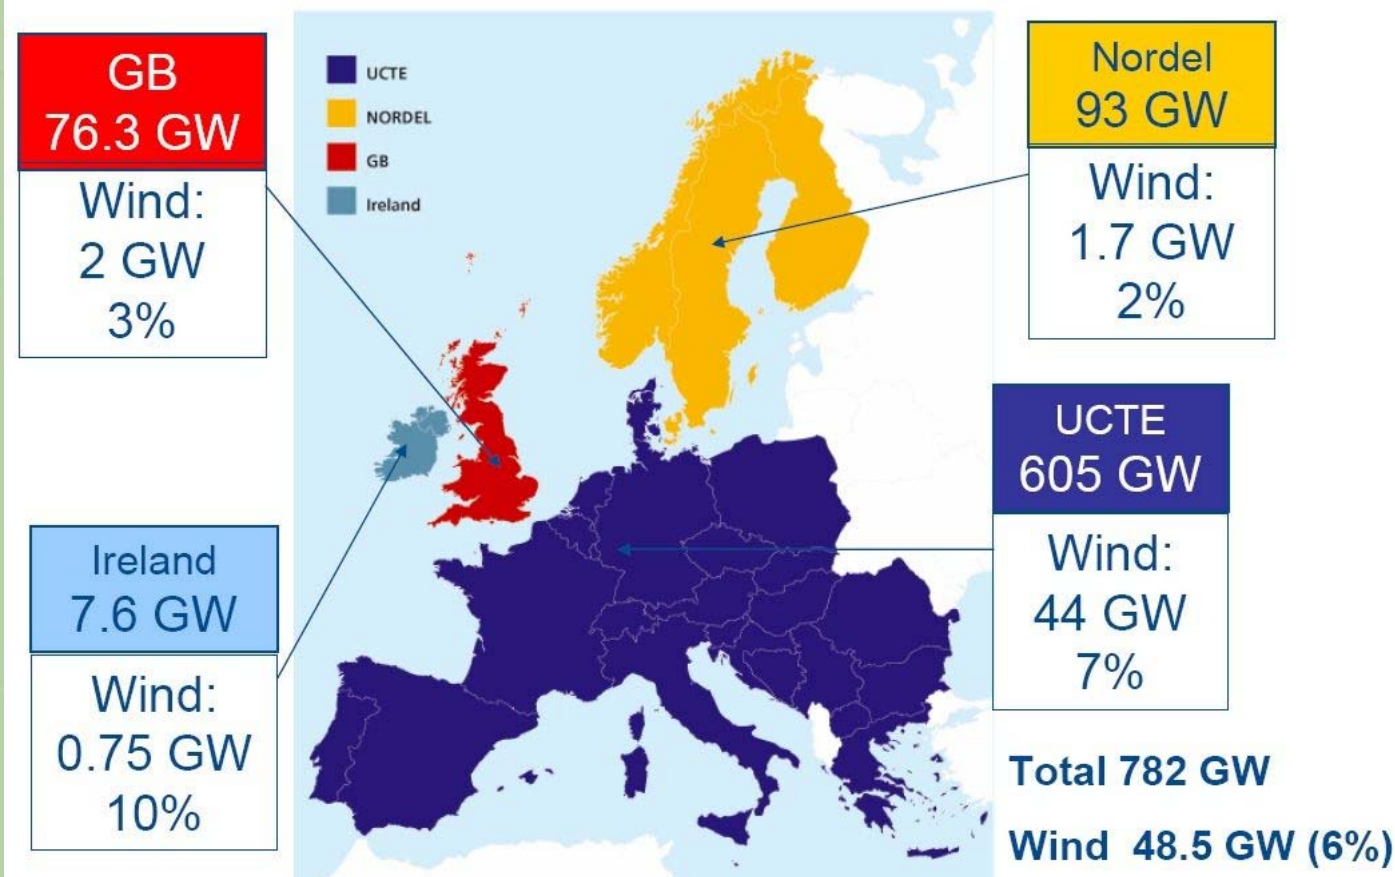 GB
76.3 GW
Wind:
2 GW
3%
UCTE
NORDEL
GB
Ireland
Nordel
93 GW
Wind:
1.7 GW
2%
UCTE
605 GW
Wind:
44 GW
7%
Ireland
7.6 GW
Wind:
0.75 GW
10%
Total 782 GW
Wind 48.5 GW (6%)